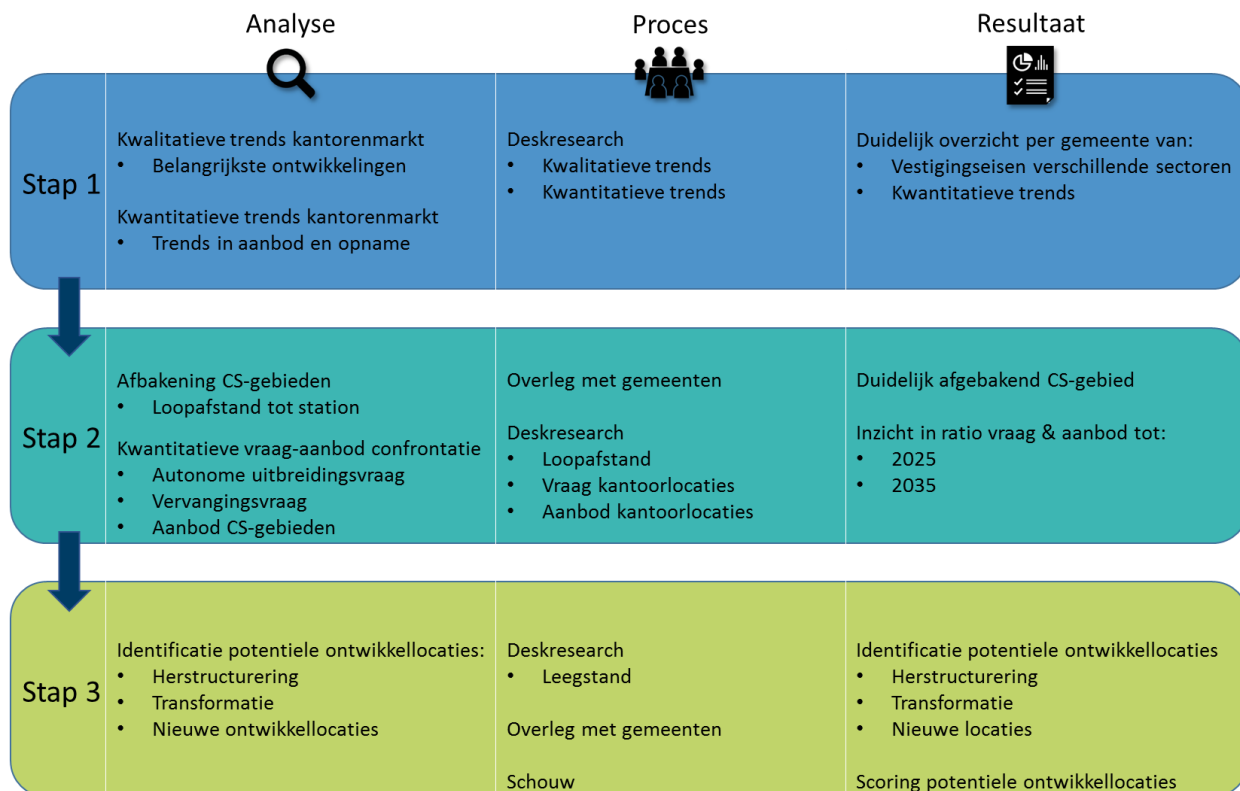 Analyse
Proces
Resultaat
Stap 1
Kwalitatieve trends kantorenmarkt
• Belangrijkste ontwikkelingen
Kwantitatieve trends kantorenmarkt
• Trends in aanbod en opname
Deskresearch
• Kwalitatieve trends
• Kwantitatieve trends
Duidelijk overzicht per gemeente van:
• Vestigingseisen verschillende sectoren
• Kwantitatieve trends
Stap 2
Afbakening CS-gebieden
• Loopafstand tot station
Kwantitatieve vraag-aanbod confrontatie
• Autonome uitbreidingsvraag
• Vervangingsvraag
• Aanbod CS-gebieden
Overleg met gemeenten
Deskresearch
• Loopafstand
• Vraag kantoorlocaties
• Aanbod kantoorlocaties
Duidelijk afgebakend CS-gebied
Inzicht in ratio vraag & aanbod tot:
• 2025
• 2035
Stap 3
Identificatie potentiele ontwikkellocaties:
• Herstructurering
• Transformatie
• Nieuwe ontwikkellocaties
Deskresearch
• Leegstand
Overleg met gemeenten
Schouw
Identificatie potentiele ontwikkellocaties
• Herstructurering
• Transformatie
• Nieuwe locaties
Scoring potentiele ontwikkellocaties